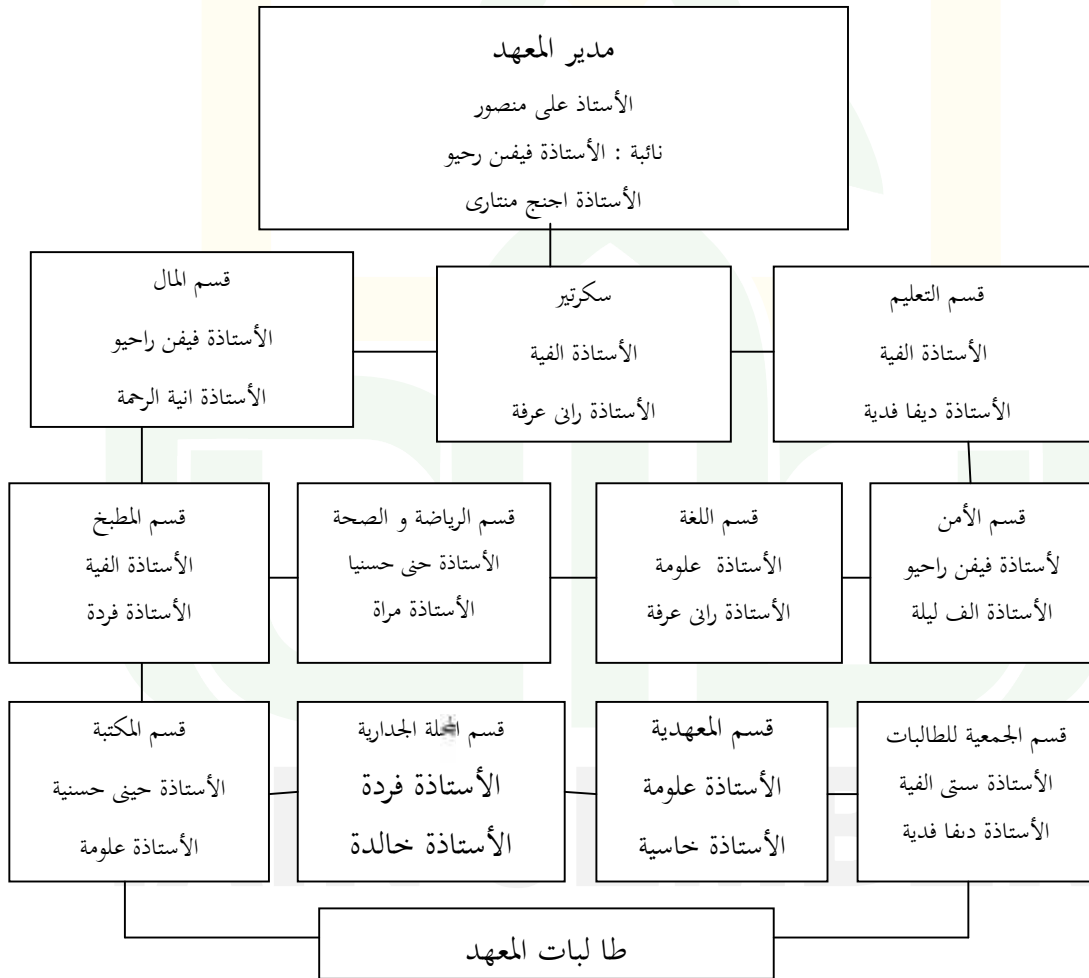 مدير المعهد
الأستاذ على منصور
نائبة : الأستاذة فيفىن رحيو
الأستاذة اجنج منتارى
قسم التعليم
الأستاذة الفية
الأستاذة ديفا فدية
سكرتير
الأستاذة الفية
الأستاذة رانى عرفة
قسم المال
الأستاذة فيفن راحيو
الأستاذة انية الرحمة
قسم الأمن
لأستاذة فيفن راحيو
الأستاذة الف ليلة
قسم اللغة
الأستاذة علومة
الأستاذة رانى عرفة
قسم الرياضة و الصحة
الأستاذة حنى حسنيا
الأستاذة مراة
قسم المطبخ
الأستاذة الفية
الأستاذة فردة
قسم الجمعية للطالبات
الأستاذة ستى الفية
الأستاذة دىفا فدية
قسم المعهدية
الأستاذة علومة
الأستاذة خاسية
قسم الجدارية
الأستاذة فردة
الأستاذة خالدة
قسم المكتبة
الأستاذة حينى حسنية
الأستاذة علومة
طا لبات المعهد